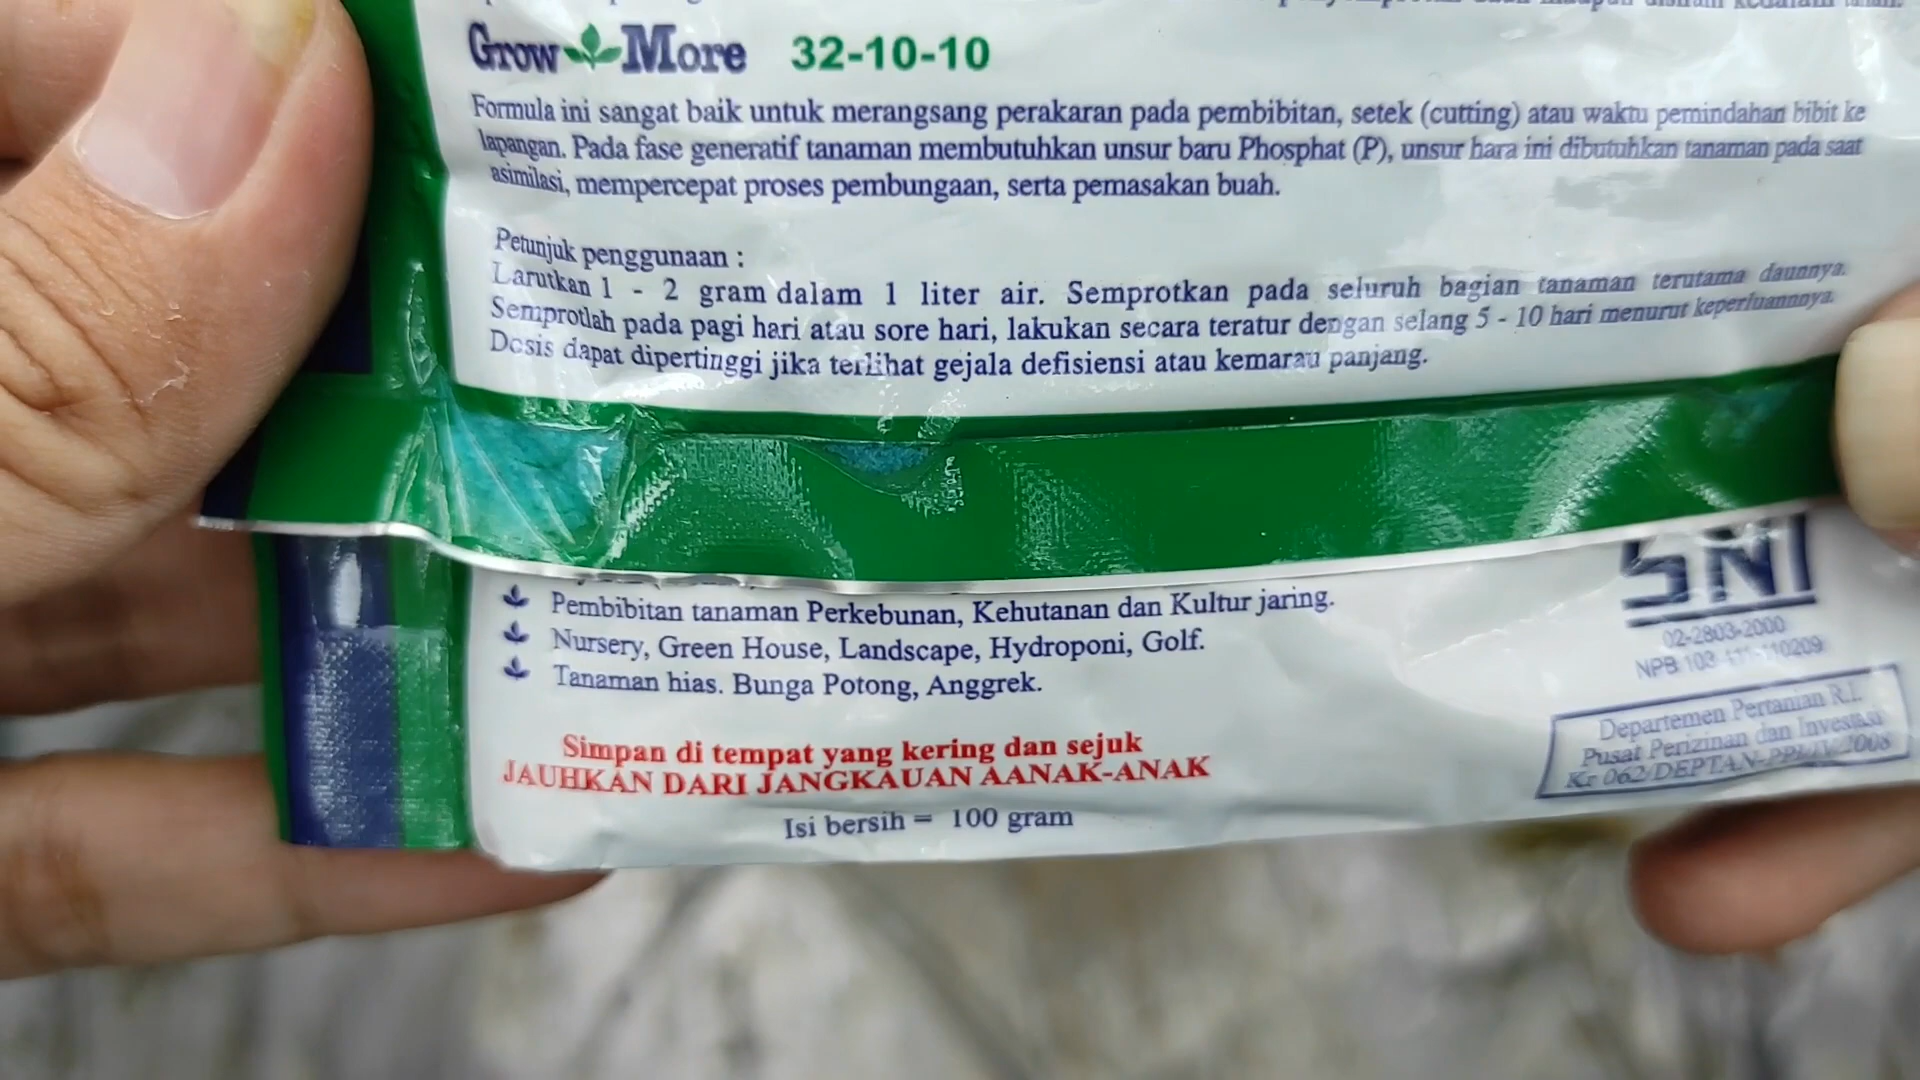 Grow More 32-10-10
Formula ini sangat baik untuk merangsang perakaran pada pembibitan, setek (cutting) atau waktu pemindahan bibit ke
lapangan. Pada fase generatif tanaman membutuhkan unsur baru Phosphat (P), unsur hara ini dibutuhkan tanaman pada saat
asimilasi, mempercepat proses pembungaan, serta pemasakan buah.
Petunjuk penggunaan :
Larutkan 1 - 2 gram dalam 1 liter air. Semprotkan pada seluruh bagian tanaman terutama daunnya.
Semprotlah pada pagi hari atau sore hari, lakukan secara teratur dengan selang 5 - 10 hari menurut keperluannnya.
Dosis dapat dipertinggi jika terlihat gejala defisiensi atau kemarau panjang.
Pembibitan tanaman Perkebunan, Kehutanan dan Kultur jaring.
Nursery, Green House, Landscape, Hydroponi, Golf.
Tanaman hias. Bunga Potong, Anggrek.
Simpan di tempat yang kering dan sejuk
JAUHKAN DARI JANGKAUAN AANAK-ANAK
Isi bersih = 100 gram
SNI
02-2803-2000
NPB 103-111-110209
Departemen Pertanian R.I.
Pusat Perizinan dan Investasi
Kr 062/DEPTAN-PPI/IV/2008